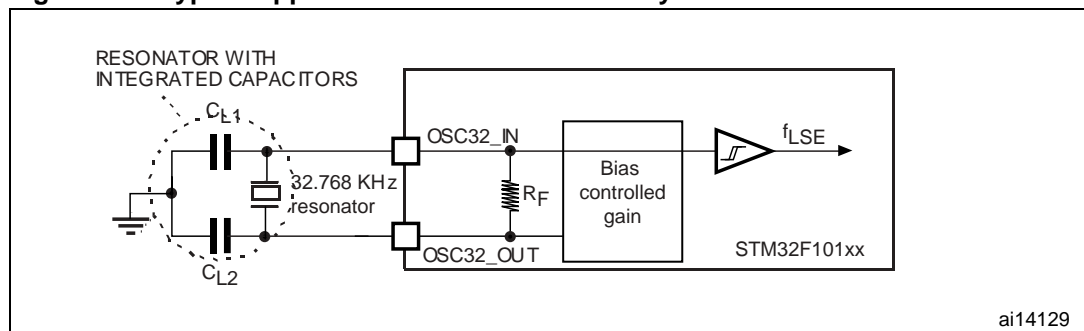 RESONATOR WITH
INTEGRATED CAPACITORS
CL1
OSC32_IN
fLSE
32.768 KHz
resonator
RF
Bias
controlled
gain
OSC32_OUT
STM32F101xx
CL2
ai14129